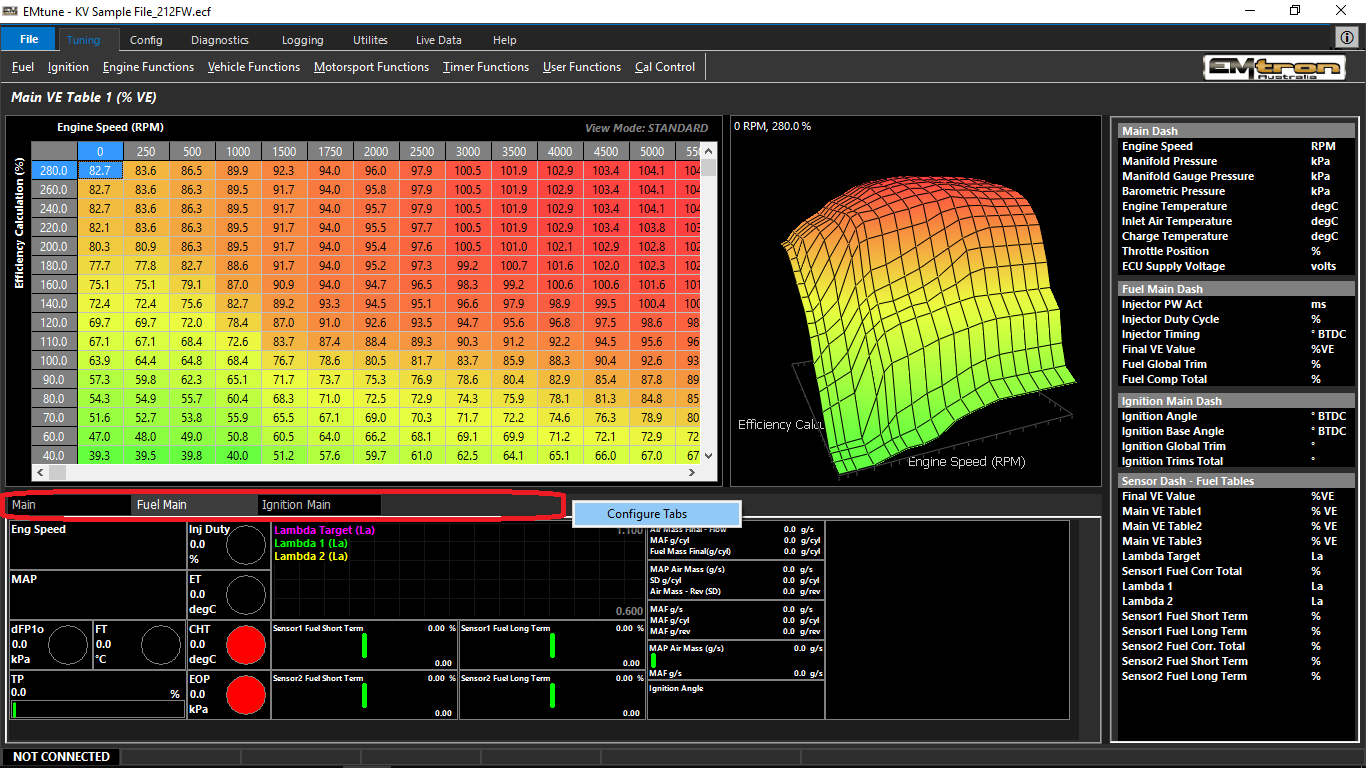 EMtune - KV Sample File_212FW.ecf
File Tuning Config Diagnostics Logging Utilites Live Data Help
Fuel Ignition Engine Functions Vehicle Functions Motorsport Functions Timer Functions User Functions Cal Control
EMtron
Australia
Main VE Table 1 (% VE)
Engine Speed (RPM) View Mode: STANDARD
Efficiency Calculation (%)
0 250 500 1000 1500 1750 2000 2500 3000 3500 4000 4500 5000 550
280.0 82.7 83.6 86.5 89.9 92.3 94.0 96.0 97.9 100.5 101.9 102.9 103.4 104.1 104
260.0 82.7 83.6 86.3 89.5 91.7 94.0 95.8 97.9 100.5 101.9 102.9 103.4 104.1 104
240.0 82.7 83.6 86.3 89.5 91.7 94.0 95.7 97.9 100.5 101.9 102.9 103.4 104.1 104
220.0 82.1 83.6 86.3 89.5 91.7 94.0 95.7 97.9 100.5 101.9 102.9 103.4 103.8 104
200.0 80.3 80.9 86.3 89.5 91.7 94.0 95.4 97.6 100.5 101.0 102.1 102.9 102.8 102
180.0 77.7 77.8 82.7 88.6 91.7 94.0 95.2 97.3 99.2 100.7 101.6 102.0 102.3 102
160.0 75.1 75.1 79.1 87.0 90.9 94.0 94.7 96.5 98.3 99.2 100.6 100.6 101.6 101
140.0 72.4 72.4 75.6 82.7 89.2 93.3 94.5 95.1 96.6 97.9 98.9 99.5 100.4 100
120.0 69.7 69.7 72.0 78.4 87.0 91.0 92.6 93.5 94.7 95.6 96.8 97.5 98.6 98.
110.0 67.1 67.1 68.4 72.6 83.7 87.4 88.4 89.3 90.3 91.2 92.2 94.5 95.6 96.
100.0 63.9 64.4 64.8 68.4 76.7 78.6 80.5 81.7 83.7 85.9 88.3 90.4 92.6 93.
90.0 57.3 59.8 62.3 65.1 71.7 73.7 75.3 76.9 78.6 80.4 82.9 85.4 87.8 89.
80.0 54.3 54.9 55.7 60.4 68.3 71.0 72.5 72.9 74.3 75.9 78.1 81.3 84.8 85.
70.0 51.6 52.7 53.8 55.9 65.5 67.1 69.0 70.3 71.7 72.2 74.6 76.3 78.9 80.
60.0 47.0 48.0 49.0 50.8 60.5 64.0 66.2 68.1 69.1 69.9 71.2 72.1 72.9 72.
40.0 39.3 39.5 39.8 40.0 51.2 57.6 59.7 61.0 62.5 64.1 65.1 66.0 67.0 67.
0 RPM, 280.0 %
Efficiency Calcu
Engine Speed (RPM)
Main Dash
Engine Speed RPM
Manifold Pressure kPa
Manifold Gauge Pressure kPa
Barometric Pressure kPa
Engine Temperature degC
Inlet Air Temperature degC
Charge Temperature degC
Throttle Position %
ECU Supply Voltage volts
Fuel Main Dash
Injector PW Act ms
Injector Duty Cycle %
Injector Timing ° BTDC
Final VE Value %VE
Fuel Global Trim %
Fuel Comp Total %
Ignition Main Dash
Ignition Angle ° BTDC
Ignition Base Angle ° BTDC
Ignition Global Trim °
Ignition Trims Total °
Sensor Dash - Fuel Tables
Final VE Value %VE
Main VE Table1 % VE
Main VE Table2 % VE
Main VE Table3 % VE
Lambda Target La
Sensor1 Fuel Corr Total %
Lambda 1 La
Lambda 2 La
Sensor1 Fuel Short Term %
Sensor1 Fuel Long Term %
Sensor2 Fuel Corr. Total %
Sensor2 Fuel Short Term %
Sensor2 Fuel Long Term %
Main Fuel Main Ignition Main
Configure Tabs
Eng Speed
MAP
dFP1o
0.0
kPa
FT
0.0
°C
TP
0.0
%
Inj Duty
0.0
%
ET
0.0
degC
CHT
0.0
degC
EOP
0.0
kPa
Lambda Target (La)
Lambda 1 (La)
Lambda 2 (La)
1.100
0.600
Sensor1 Fuel Short Term 0.00 %
0.00
Sensor1 Fuel Long Term 0.00 %
0.00
Sensor2 Fuel Short Term 0.00 %
0.00
Sensor2 Fuel Long Term 0.00 %
0.00
Air Mass Final - Flow 0.0 g/s
MAF g/cyl 0.0 g/cyl
Fuel Mass Final(g/cyl) 0.0 g/cyl
MAP Air Mass (g/s) 0.0 g/s
SD g/cyl 0.0 g/cyl
Air Mass - Rev (SD) 0.0 g/rev
MAF g/s 0.0 g/s
MAF g/cyl 0.0 g/cyl
MAF g/rev 0.0 g/rev
MAP Air Mass (g/s) 0.0 g/s
MAF g/s 0.0 g/s
Ignition Angle
NOT CONNECTED